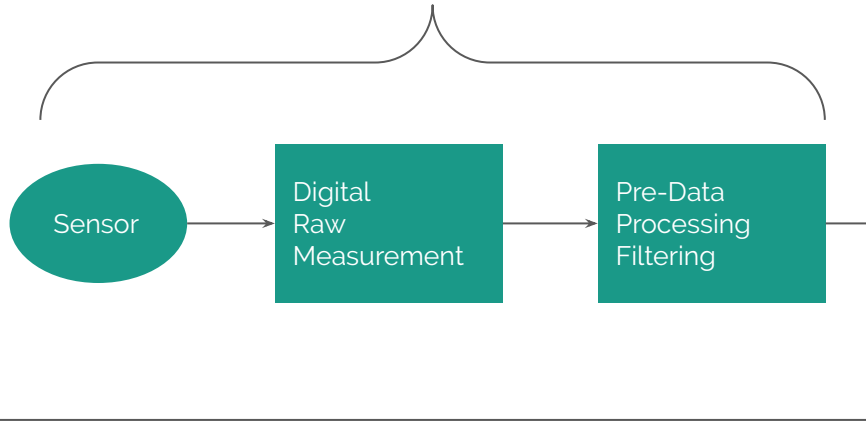 Sensor
Digital
Raw
Measurement
Pre-Data
Processing
Filtering